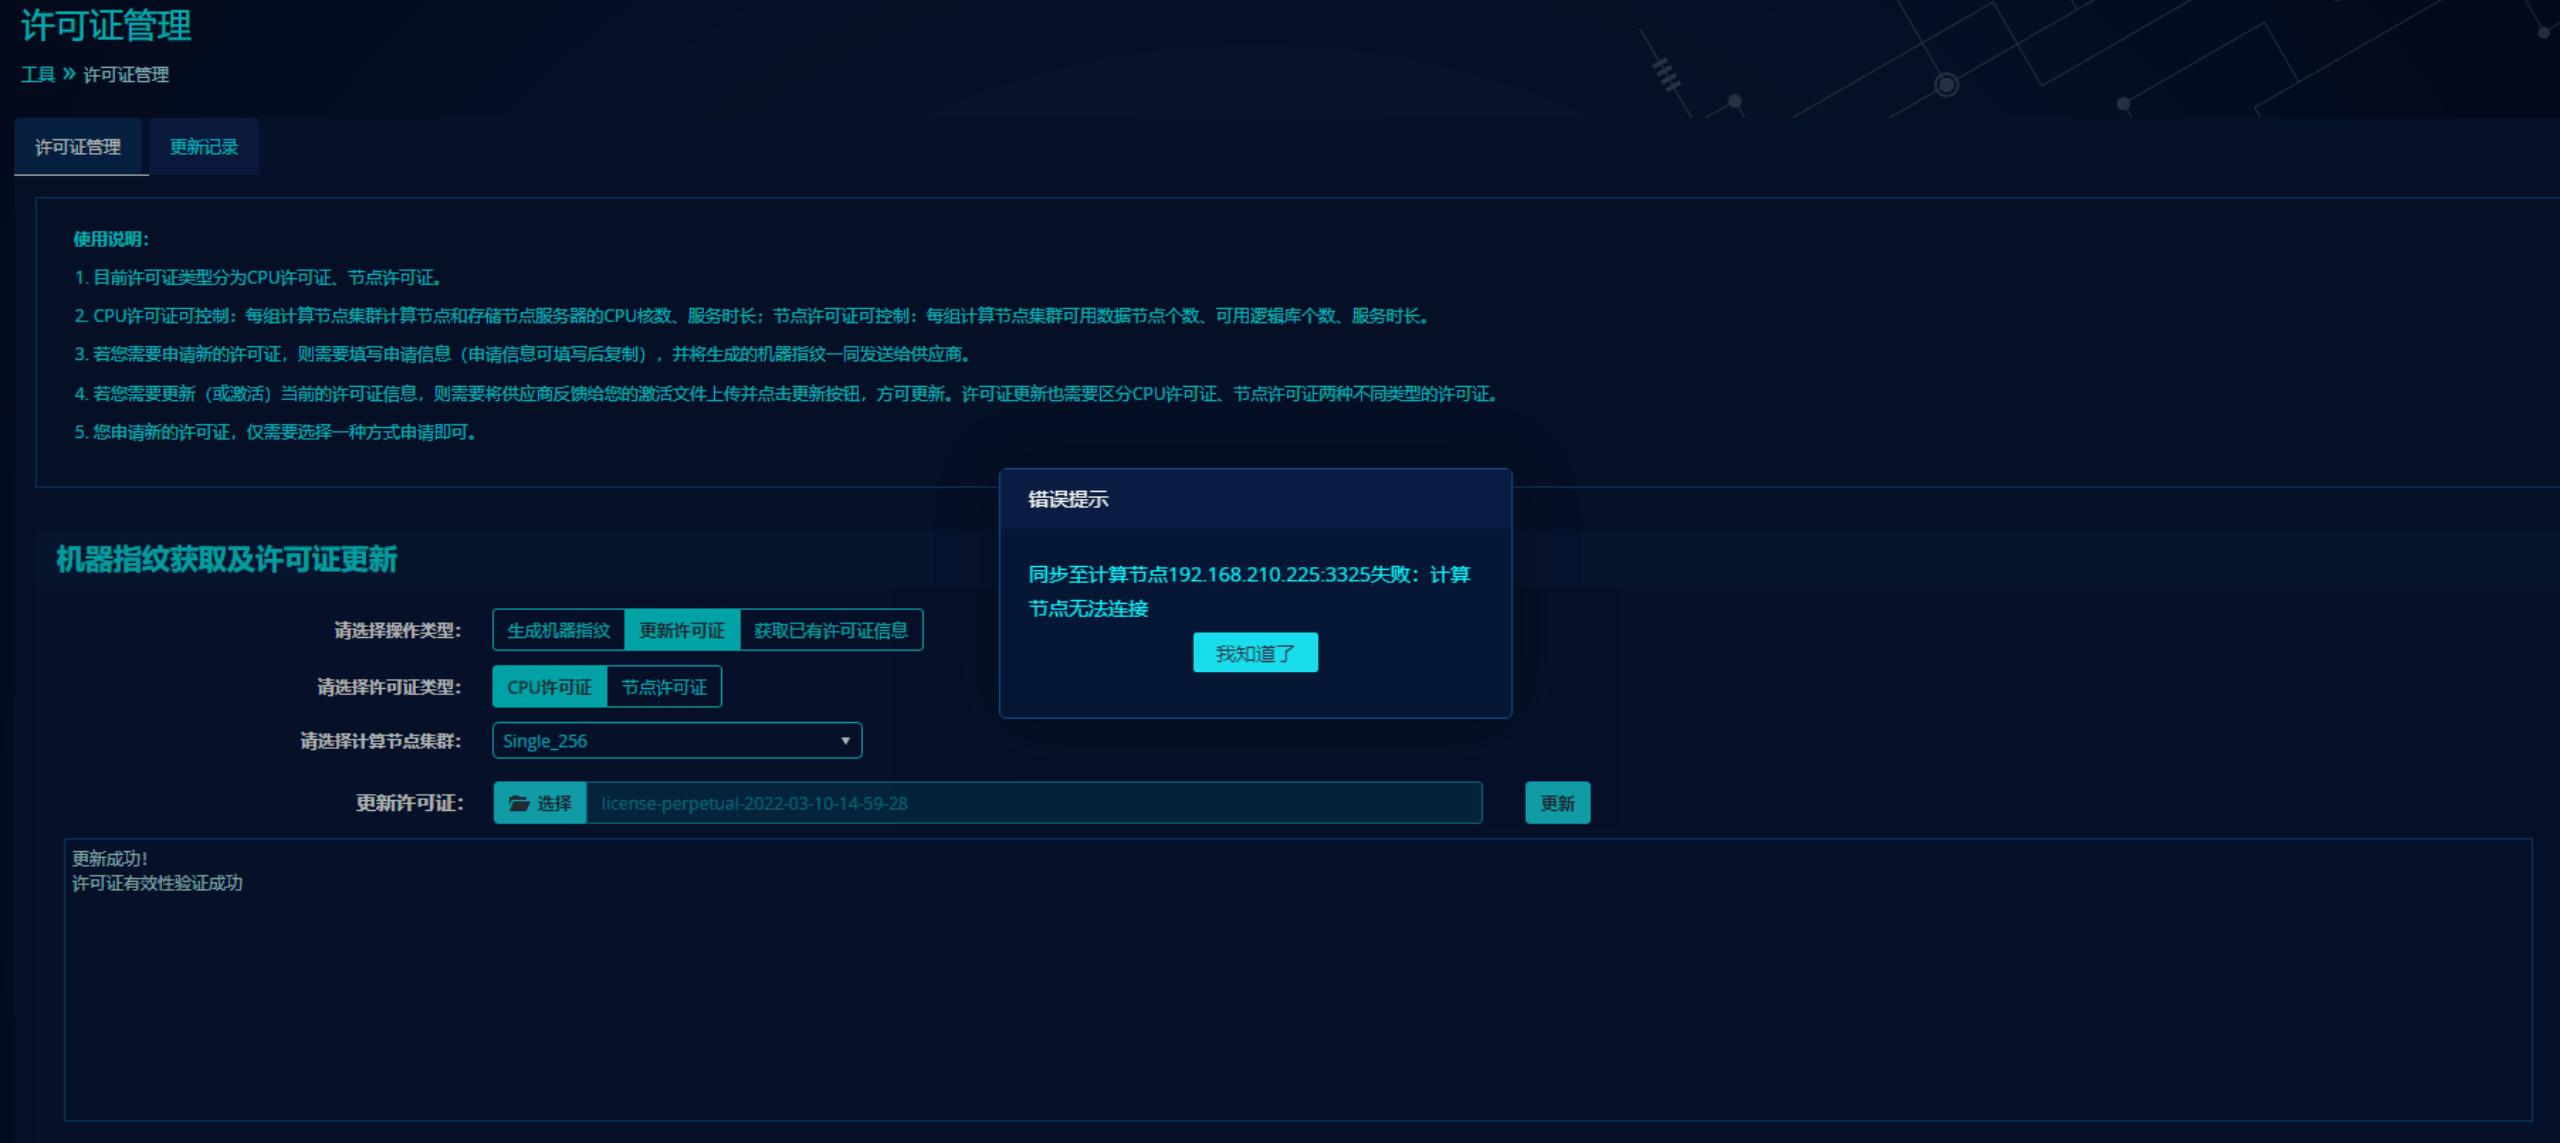 许可证管理
工具 » 许可证管理
许可证管理 更新记录
使用说明：
1. 目前许可证类型分为CPU许可证、节点许可证。
2. CPU许可证可控制：每组计算节点集群计算节点和存储节点服务器的CPU核数、服务时长；节点许可证可控制：每组计算节点集群可用数据节点个数、可用逻辑库个数、服务时长。
3. 若您需要申请新的许可证，则需要填写申请信息（申请信息可填写后复制），并将生成的机器指纹一同发送给供应商。
4. 若您需要更新（或激活）当前的许可证信息，则需要将供应商反馈给您的激活文件上传并点击更新按钮，方可更新。许可证更新也需要区分CPU许可证、节点许可证两种不同类型的许可证。
5. 您申请新的许可证，仅需要选择一种方式申请即可。
错误提示
同步至计算节点192.168.210.225:3325失败：计算
节点无法连接
我知道了
机器指纹获取及许可证更新
请选择操作类型： 生成机器指纹 更新许可证 获取已有许可证信息
请选择许可证类型： CPU许可证 节点许可证
请选择计算节点集群： Single_256
更新许可证： 选择 license-perpetual-2022-03-10-14-59-28 更新
更新成功！
许可证有效性验证成功